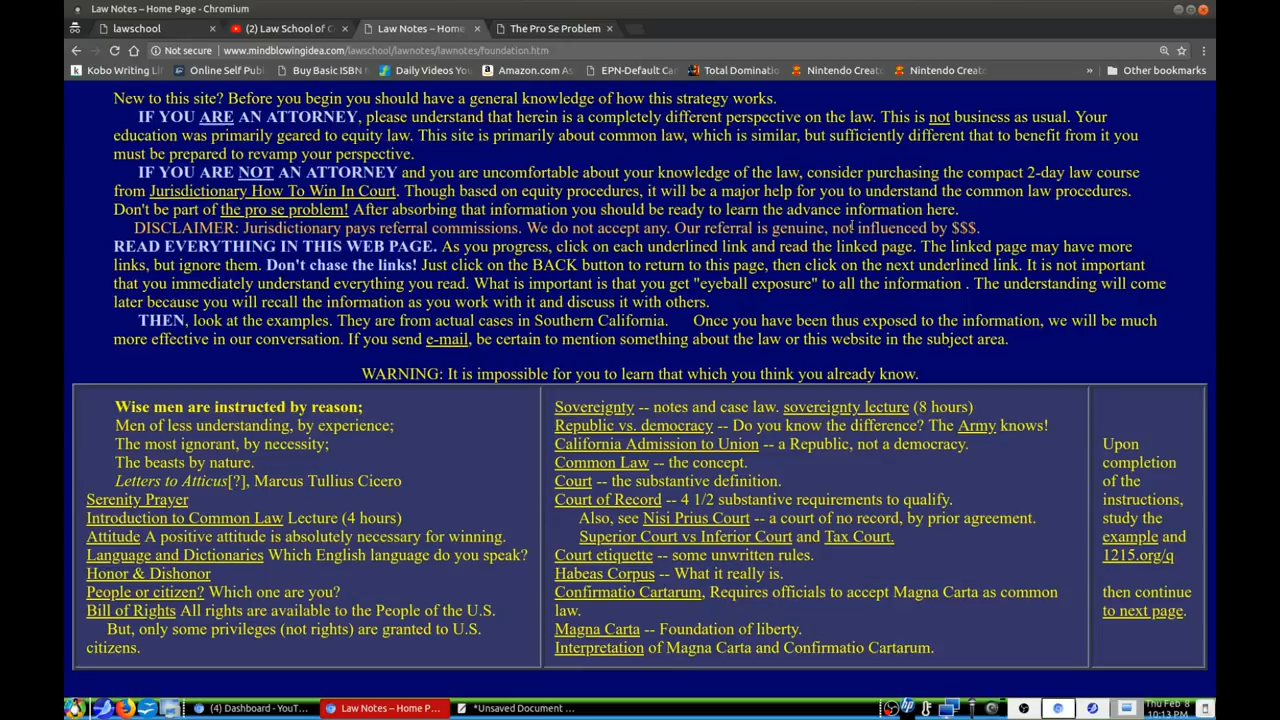 Law Notes – Home Page - Chromium
lawschool
(2) Law School of C
Law Notes – Home
The Pro Se Problem
Not secure
www.mindblowingidea.com/lawschool/lawnotes/lawnotes/foundation.htm
Kobo Writing Li
Online Self Pub
Buy Basic ISBN f
Daily Videos You
Amazon.com As
EPN-Default Car
Total Dominatio
Nintendo Creato
Nintendo Creato
»
Other bookmarks
New to this site? Before you begin you should have a general knowledge of how this strategy works.
IF YOU ARE AN ATTORNEY, please understand that herein is a completely different perspective on the law. This is not business as usual. Your
education was primarily geared to equity law. This site is primarily about common law, which is similar, but sufficiently different that to benefit from it you
must be prepared to revamp your perspective.
IF YOU ARE NOT AN ATTORNEY and you are uncomfortable about your knowledge of the law, consider purchasing the compact 2-day law course
from Jurisdictionary How To Win In Court. Though based on equity procedures, it will be a major help for you to understand the common law procedures.
Don't be part of the pro se problem! After absorbing that information you should be ready to learn the advance information here.
DISCLAIMER: Jurisdictionary pays referral commissions. We do not accept any. Our referral is genuine, not influenced by $$$.
READ EVERYTHING IN THIS WEB PAGE. As you progress, click on each underlined link and read the linked page. The linked page may have more
links, but ignore them. Don't chase the links! Just click on the BACK button to return to this page, then click on the next underlined link. It is not important
that you immediately understand everything you read. What is important is that you get "eyeball exposure" to all the information . The understanding will come
later because you will recall the information as you work with it and discuss it with others.
THEN, look at the examples. They are from actual cases in Southern California. Once you have been thus exposed to the information, we will be much
more effective in our conversation. If you send e-mail, be certain to mention something about the law or this website in the subject area.
WARNING: It is impossible for you to learn that which you think you already know.
Wise men are instructed by reason;
Men of less understanding, by experience;
The most ignorant, by necessity;
The beasts by nature.
Letters to Atticus[?], Marcus Tullius Cicero
Serenity Prayer
Introduction to Common Law Lecture (4 hours)
Attitude A positive attitude is absolutely necessary for winning.
Language and Dictionaries Which English language do you speak?
Honor & Dishonor
People or citizen? Which one are you?
Bill of Rights All rights are available to the People of the U.S.
But, only some privileges (not rights) are granted to U.S.
citizens.
Sovereignty -- notes and case law. sovereignty lecture (8 hours)
Republic vs. democracy -- Do you know the difference? The Army knows!
California Admission to Union -- a Republic, not a democracy.
Common Law -- the concept.
Court -- the substantive definition.
Court of Record -- 4 1/2 substantive requirements to qualify.
Also, see Nisi Prius Court -- a court of no record, by prior agreement.
Superior Court vs Inferior Court and Tax Court.
Court etiquette -- some unwritten rules.
Habeas Corpus -- What it really is.
Confirmatio Cartarum, Requires officials to accept Magna Carta as common
law.
Magna Carta -- Foundation of liberty.
Interpretation of Magna Carta and Confirmatio Cartarum.
Upon
completion
of the
instructions,
study the
example and
1215.org/q
then continue
to next page.
(4) Dashboard - YouT...
Law Notes – Home P...
*Unsaved Document ...
Thu Feb 8
10:13 PM